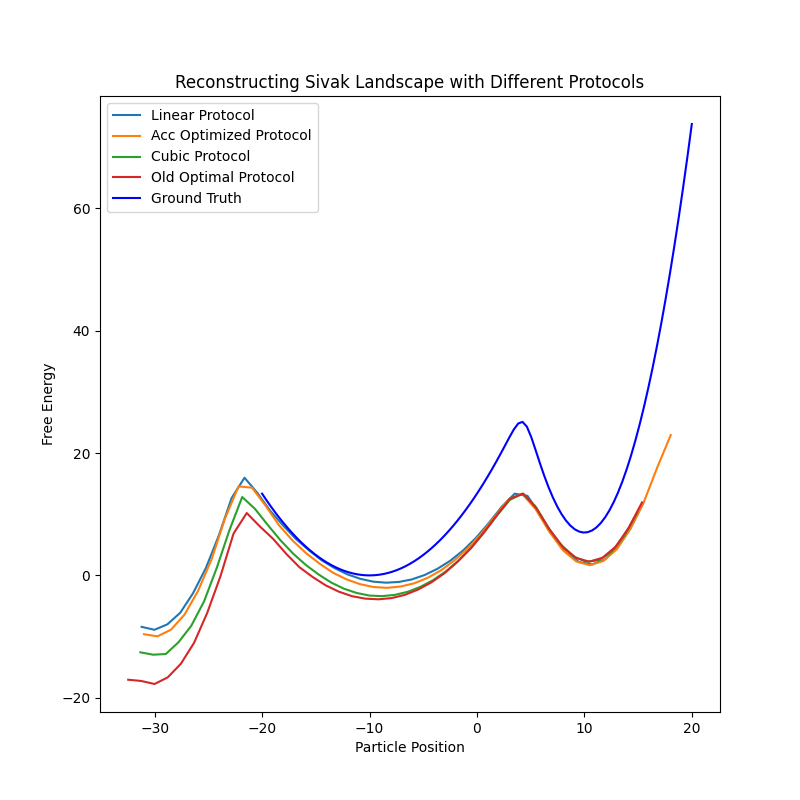 Reconstructing Sivak Landscape with Different Protocols
Linear Protocol
Acc Optimized Protocol
Cubic Protocol
Old Optimal Protocol
Ground Truth
Free Energy
60
40
20
0
−20
−30
−20
−10
0
10
20
Particle Position